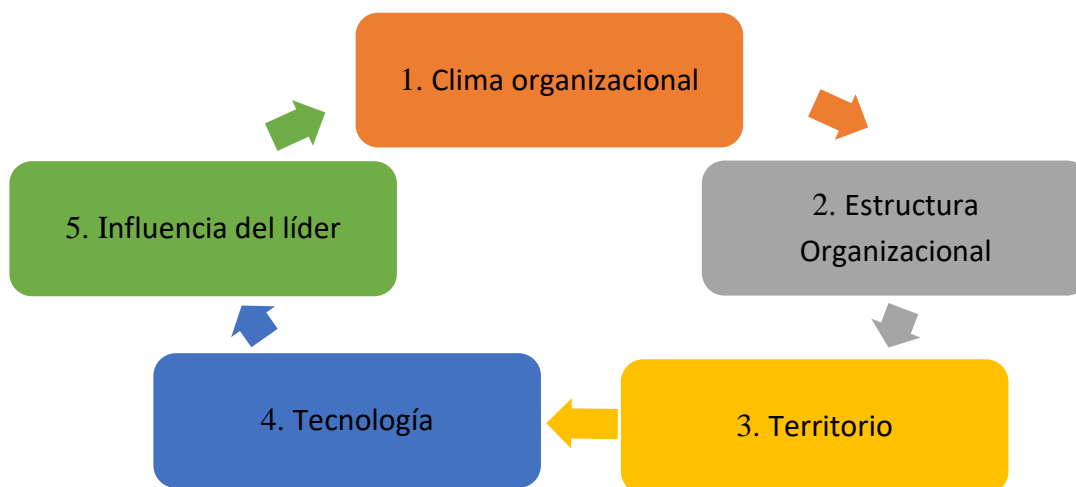 1. Clima organizacional
2. Estructura
Organizacional
3. Territorio
4. Tecnología
5. Influencia del líder